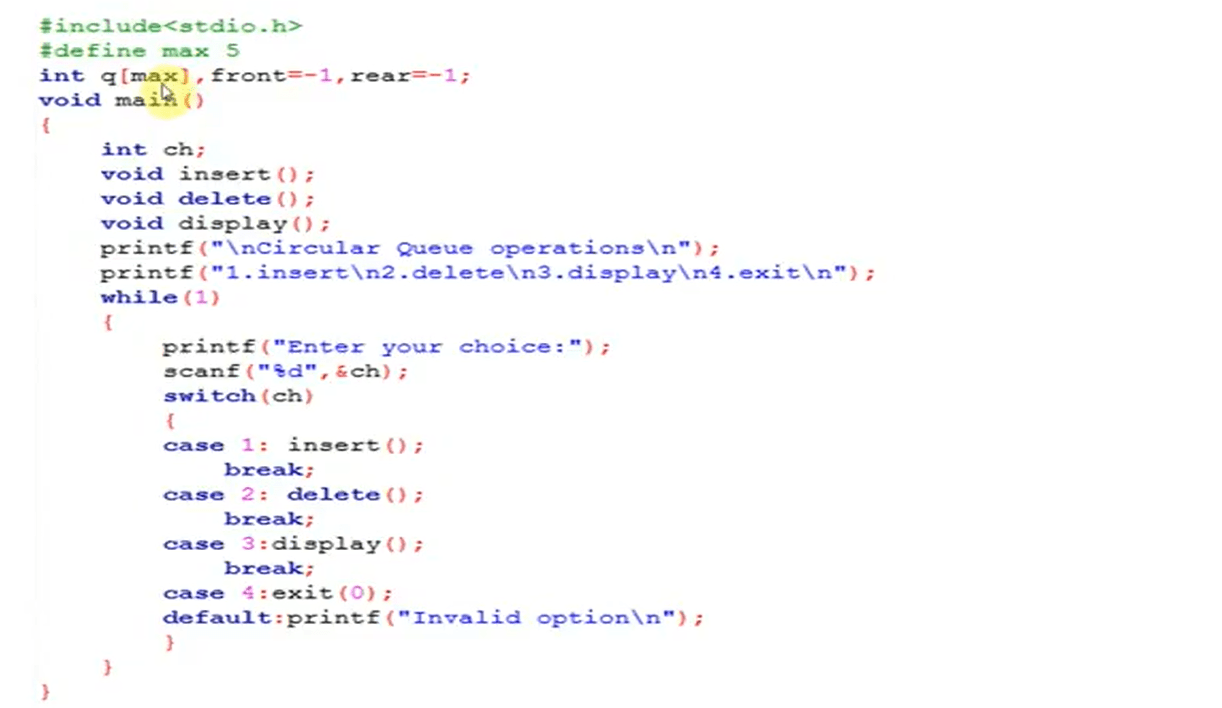 #include<stdio.h>
#define max 5
int q[max],front=-1,rear=-1;
void main()
{
    int ch;
    void insert();
    void delete();
    void display();
    printf("\nCircular Queue operations\n");
    printf("1.insert\n2.delete\n3.display\n4.exit\n");
    while(1)
    {
        printf("Enter your choice:");
        scanf("%d",&ch);
        switch(ch)
        {
        case 1: insert();
            break;
        case 2: delete();
            break;
        case 3:display();
            break;
        case 4:exit(0);
        default:printf("Invalid option\n");
        }
    }
}